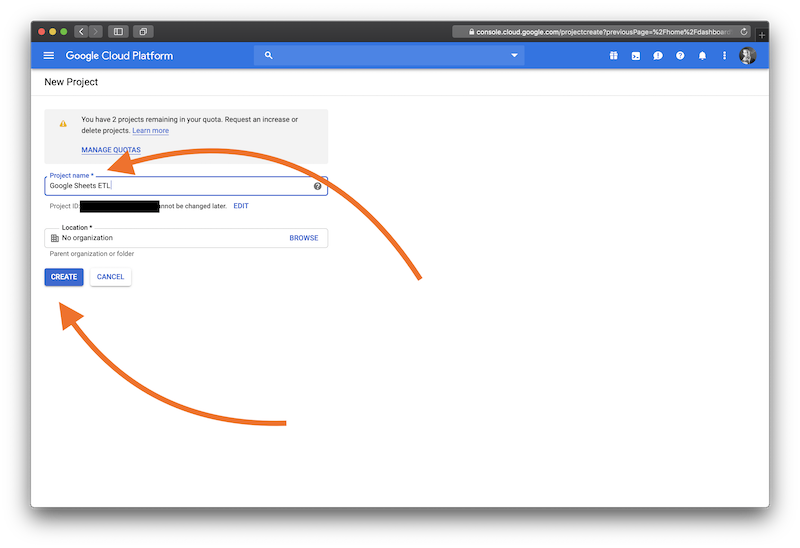 console.cloud.google.com/projectcreate?previousPage=%2Fhome%2Fdashboard
Google Cloud Platform
New Project
You have 2 projects remaining in your quota. Request an increase or
delete projects. Learn more
MANAGE QUOTAS
Project name *
Google Sheets ETL
Project ID: annot be changed later. EDIT
Location *
No organization BROWSE
Parent organization or folder
CREATE CANCEL